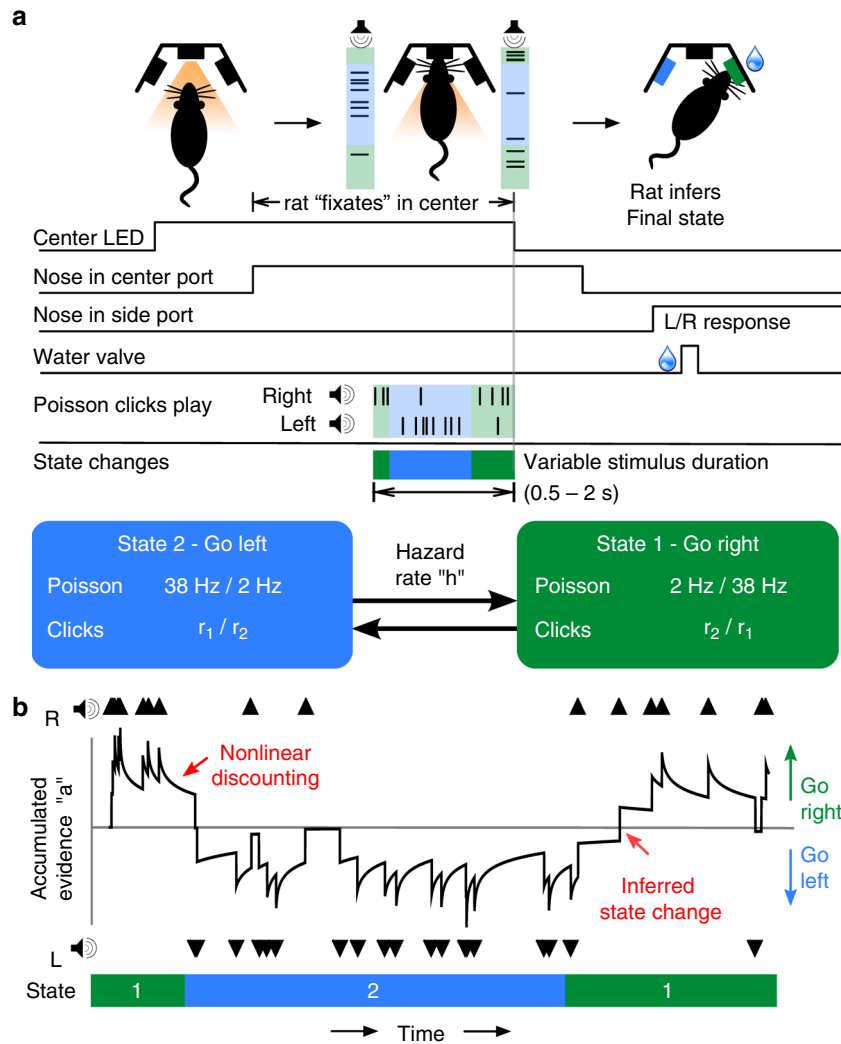 a
rat "fixates" in center
Rat infers
Final state
Center LED
Nose in center port
Nose in side port
L/R response
Water valve
Poisson clicks play
Right
Left
State changes
Variable stimulus duration
(0.5 – 2 s)
State 2 - Go left
Poisson 38 Hz / 2 Hz
Clicks r₁ / r₂
Hazard
rate "h"
State 1 - Go right
Poisson 2 Hz / 38 Hz
Clicks r₂ / r₁
b
R
Accumulated
evidence "a"
Nonlinear
discounting
Go
right
Go
left
Inferred
state change
L
State 1 2 1
Time